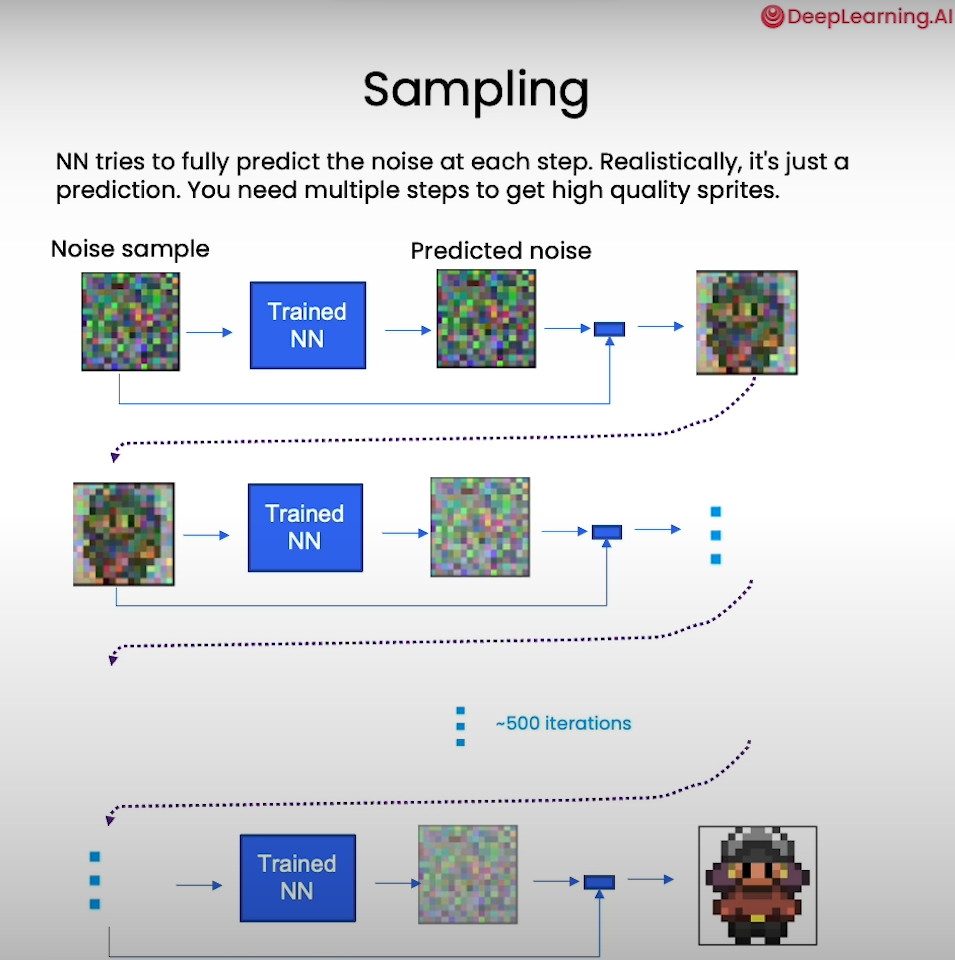 DeepLearning.AI
Sampling
NN tries to fully predict the noise at each step. Realistically, it's just a
prediction. You need multiple steps to get high quality sprites.
Noise sample
Predicted noise
Trained
NN
Trained
NN
~500 iterations
Trained
NN